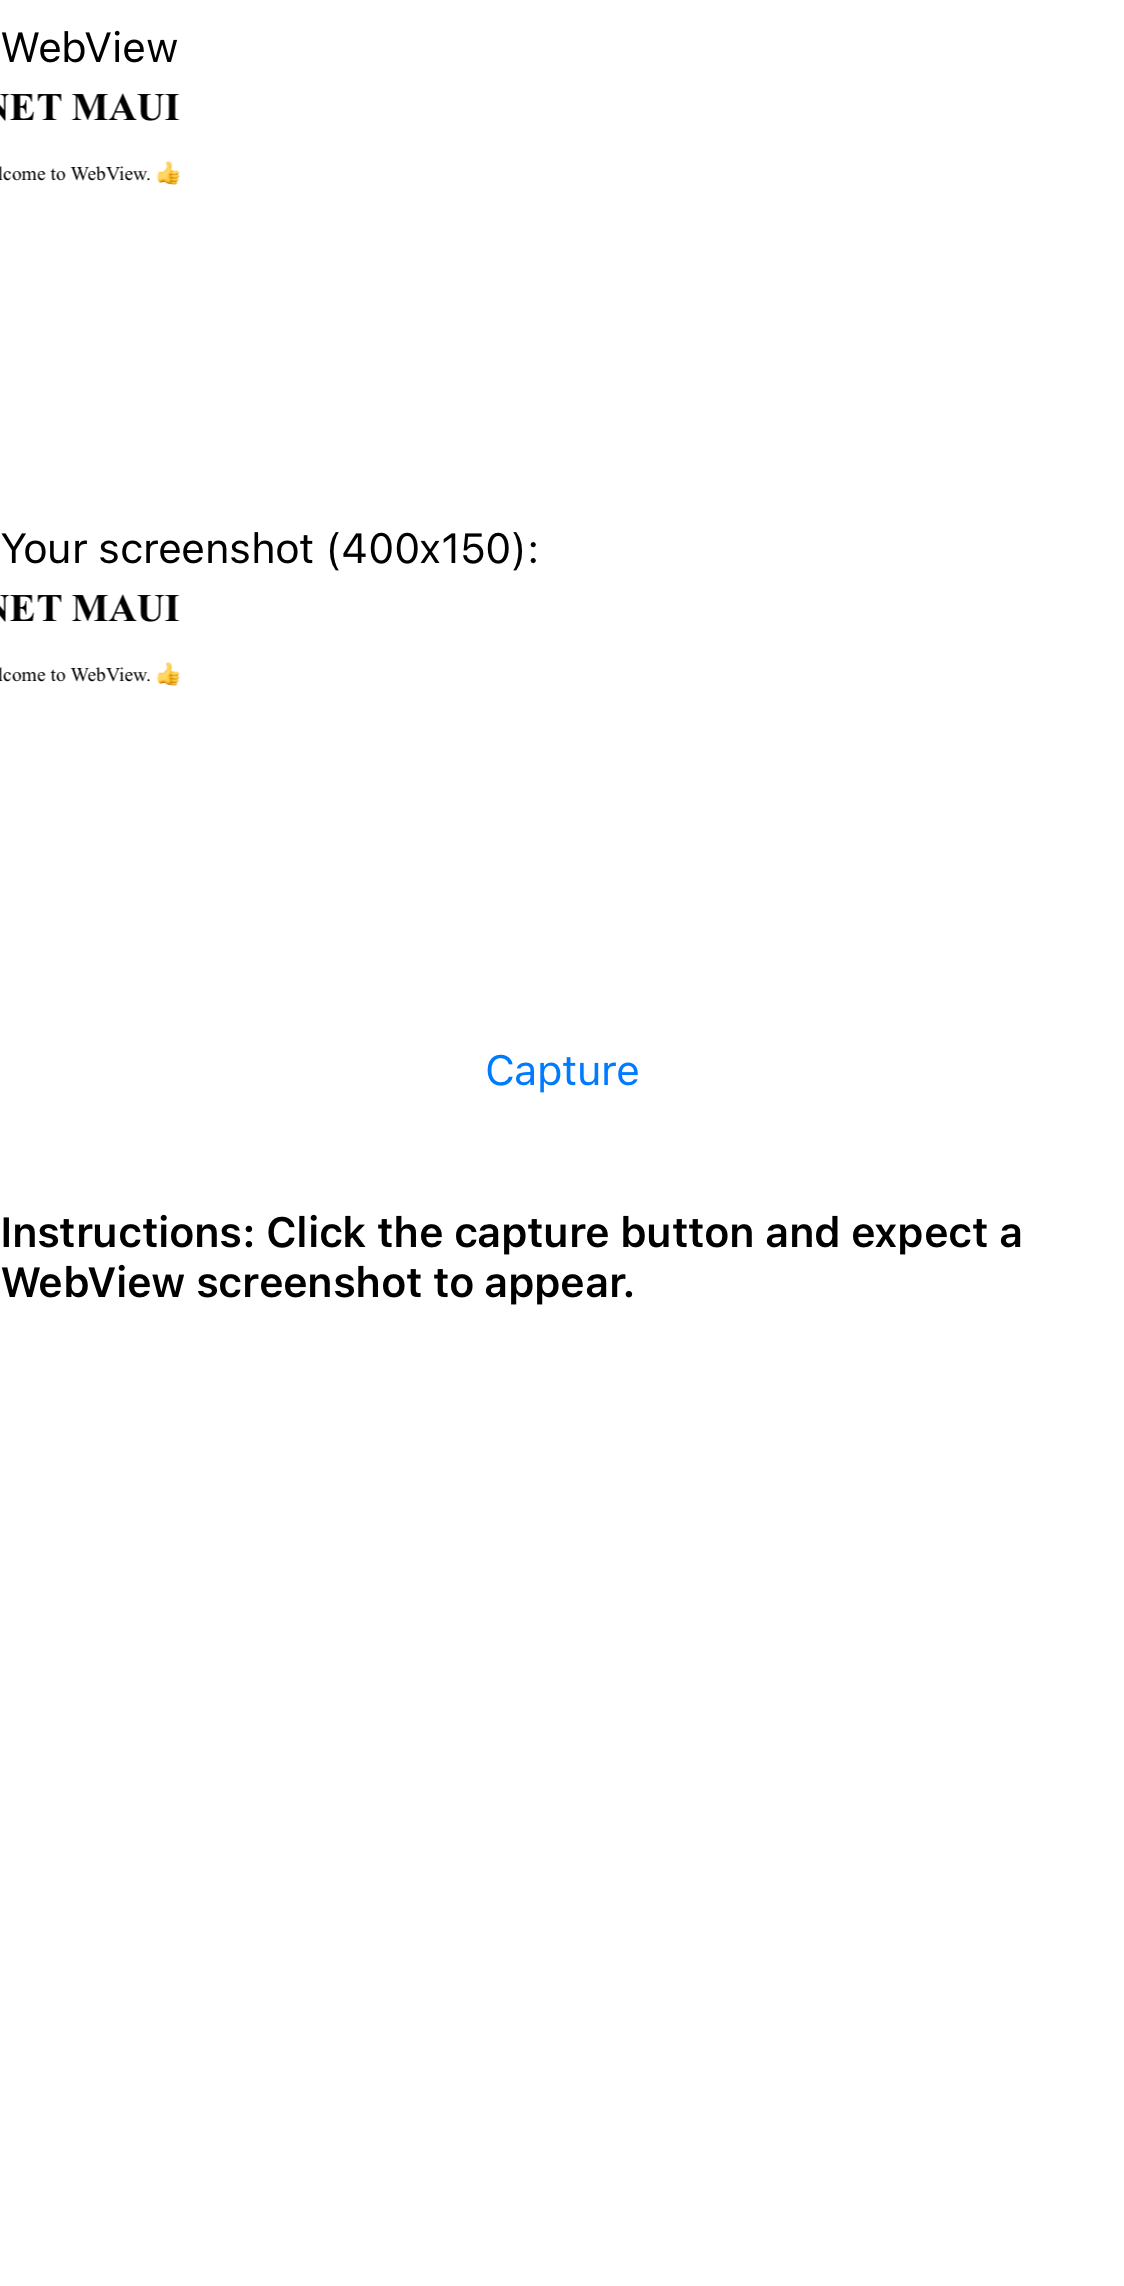 WebView
NET MAUI
lcome to WebView. 👍
Your screenshot (400x150):
NET MAUI
lcome to WebView. 👍
Capture
Instructions: Click the capture button and expect a
WebView screenshot to appear.